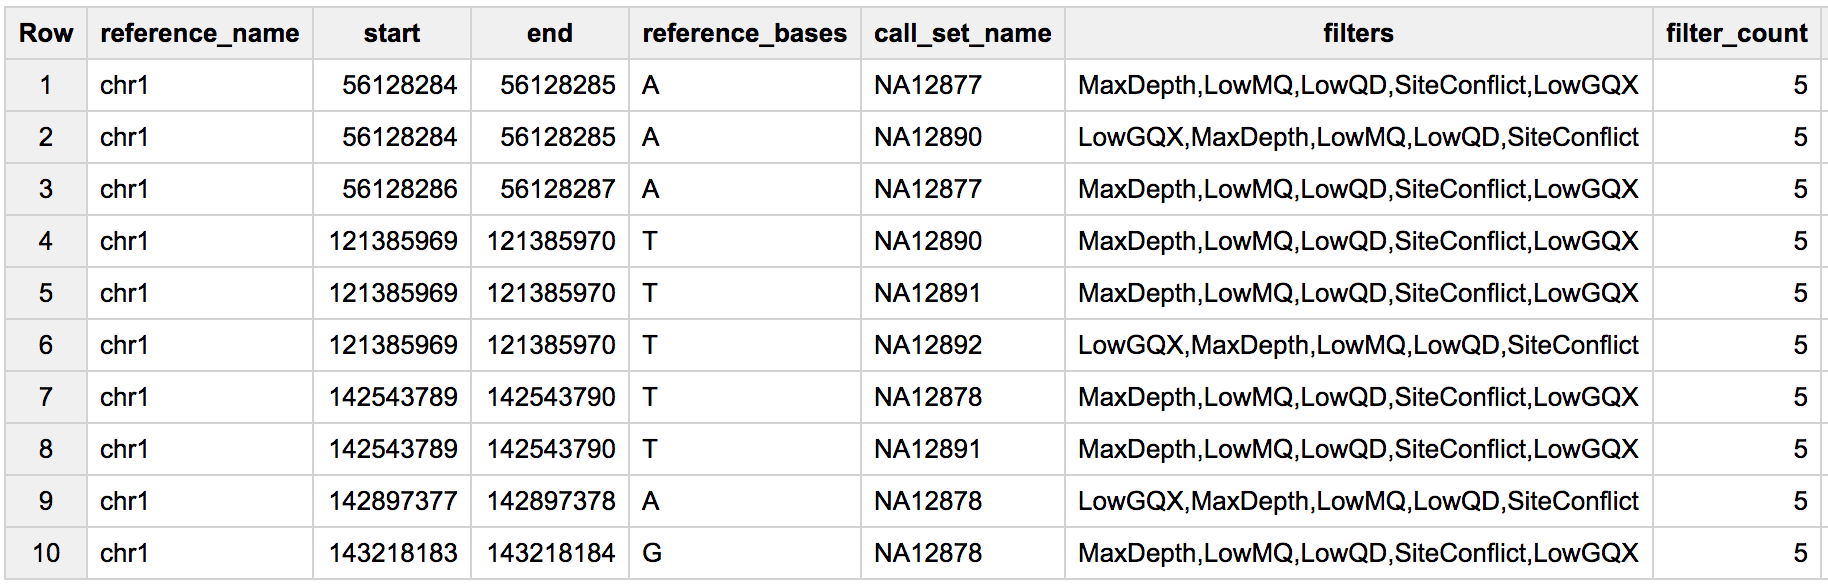 Row reference_name start end reference_bases call_set_name filters filter_count
1 chr1 56128284 56128285 A NA12877 MaxDepth,LowMQ,LowQD,SiteConflict,LowGQX 5
2 chr1 56128284 56128285 A NA12890 LowGQX,MaxDepth,LowMQ,LowQD,SiteConflict 5
3 chr1 56128286 56128287 A NA12877 MaxDepth,LowMQ,LowQD,SiteConflict,LowGQX 5
4 chr1 121385969 121385970 T NA12890 MaxDepth,LowMQ,LowQD,SiteConflict,LowGQX 5
5 chr1 121385969 121385970 T NA12891 MaxDepth,LowMQ,LowQD,SiteConflict,LowGQX 5
6 chr1 121385969 121385970 T NA12892 LowGQX,MaxDepth,LowMQ,LowQD,SiteConflict 5
7 chr1 142543789 142543790 T NA12878 MaxDepth,LowMQ,LowQD,SiteConflict,LowGQX 5
8 chr1 142543789 142543790 T NA12891 MaxDepth,LowMQ,LowQD,SiteConflict,LowGQX 5
9 chr1 142897377 142897378 A NA12878 LowGQX,MaxDepth,LowMQ,LowQD,SiteConflict 5
10 chr1 143218183 143218184 G NA12878 MaxDepth,LowMQ,LowQD,SiteConflict,LowGQX 5